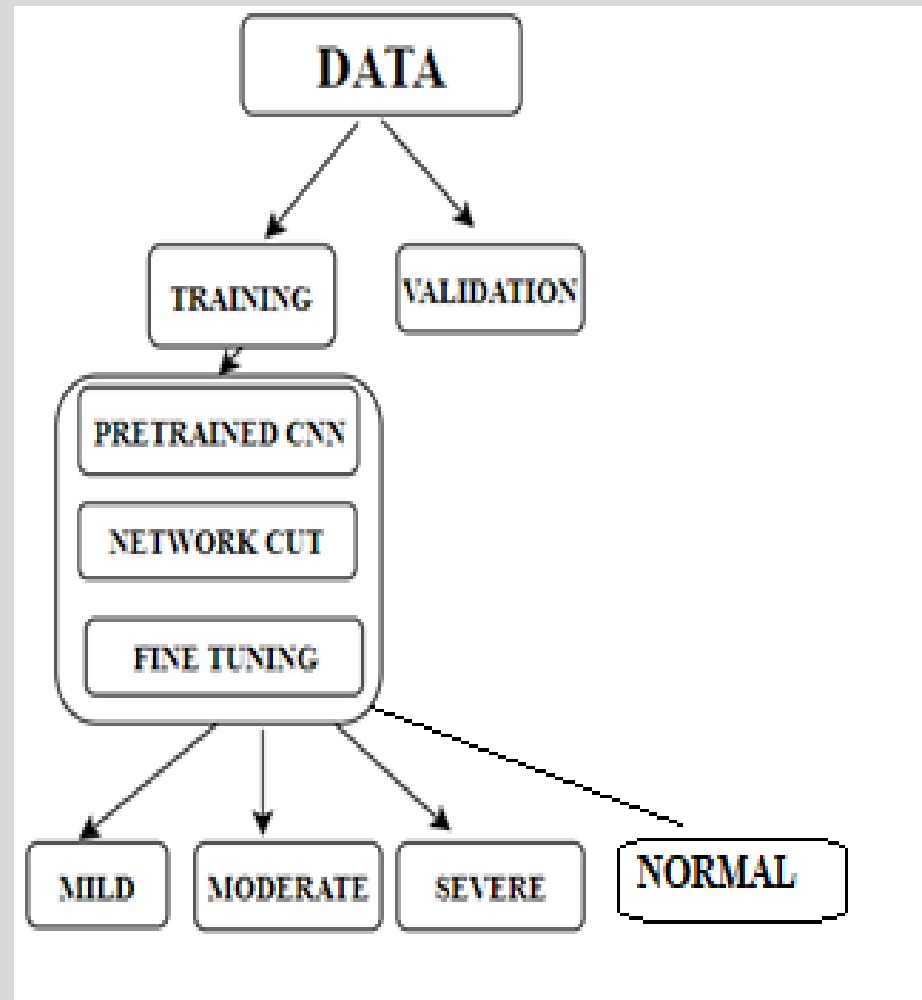 DATA
TRAINING
VALIDATION
PRETRAINED CNN
NETWORK CUT
FINE TUNING
MILD
MODERATE
SEVERE
NORMAL